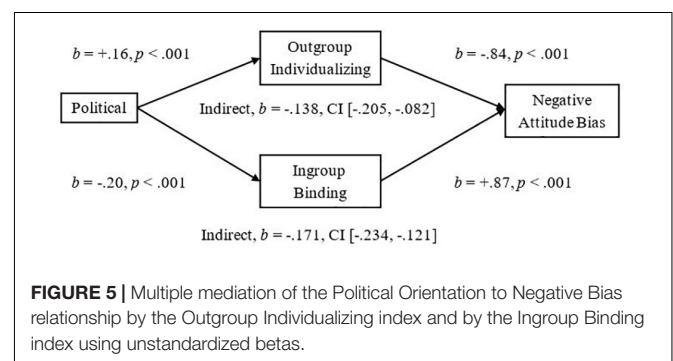 b = +.16, p < .001
Outgroup
Individualizing
b = -.84, p < .001
Political
Indirect, b = -.138, CI [-.205, -.082]
Negative
Attitude Bias
b = -.20, p < .001
Ingroup
Binding
b = +.87, p < .001
Indirect, b = -.171, CI [-.234, -.121]
FIGURE 5 | Multiple mediation of the Political Orientation to Negative Bias
relationship by the Outgroup Individualizing index and by the Ingroup Binding
index using unstandardized betas.